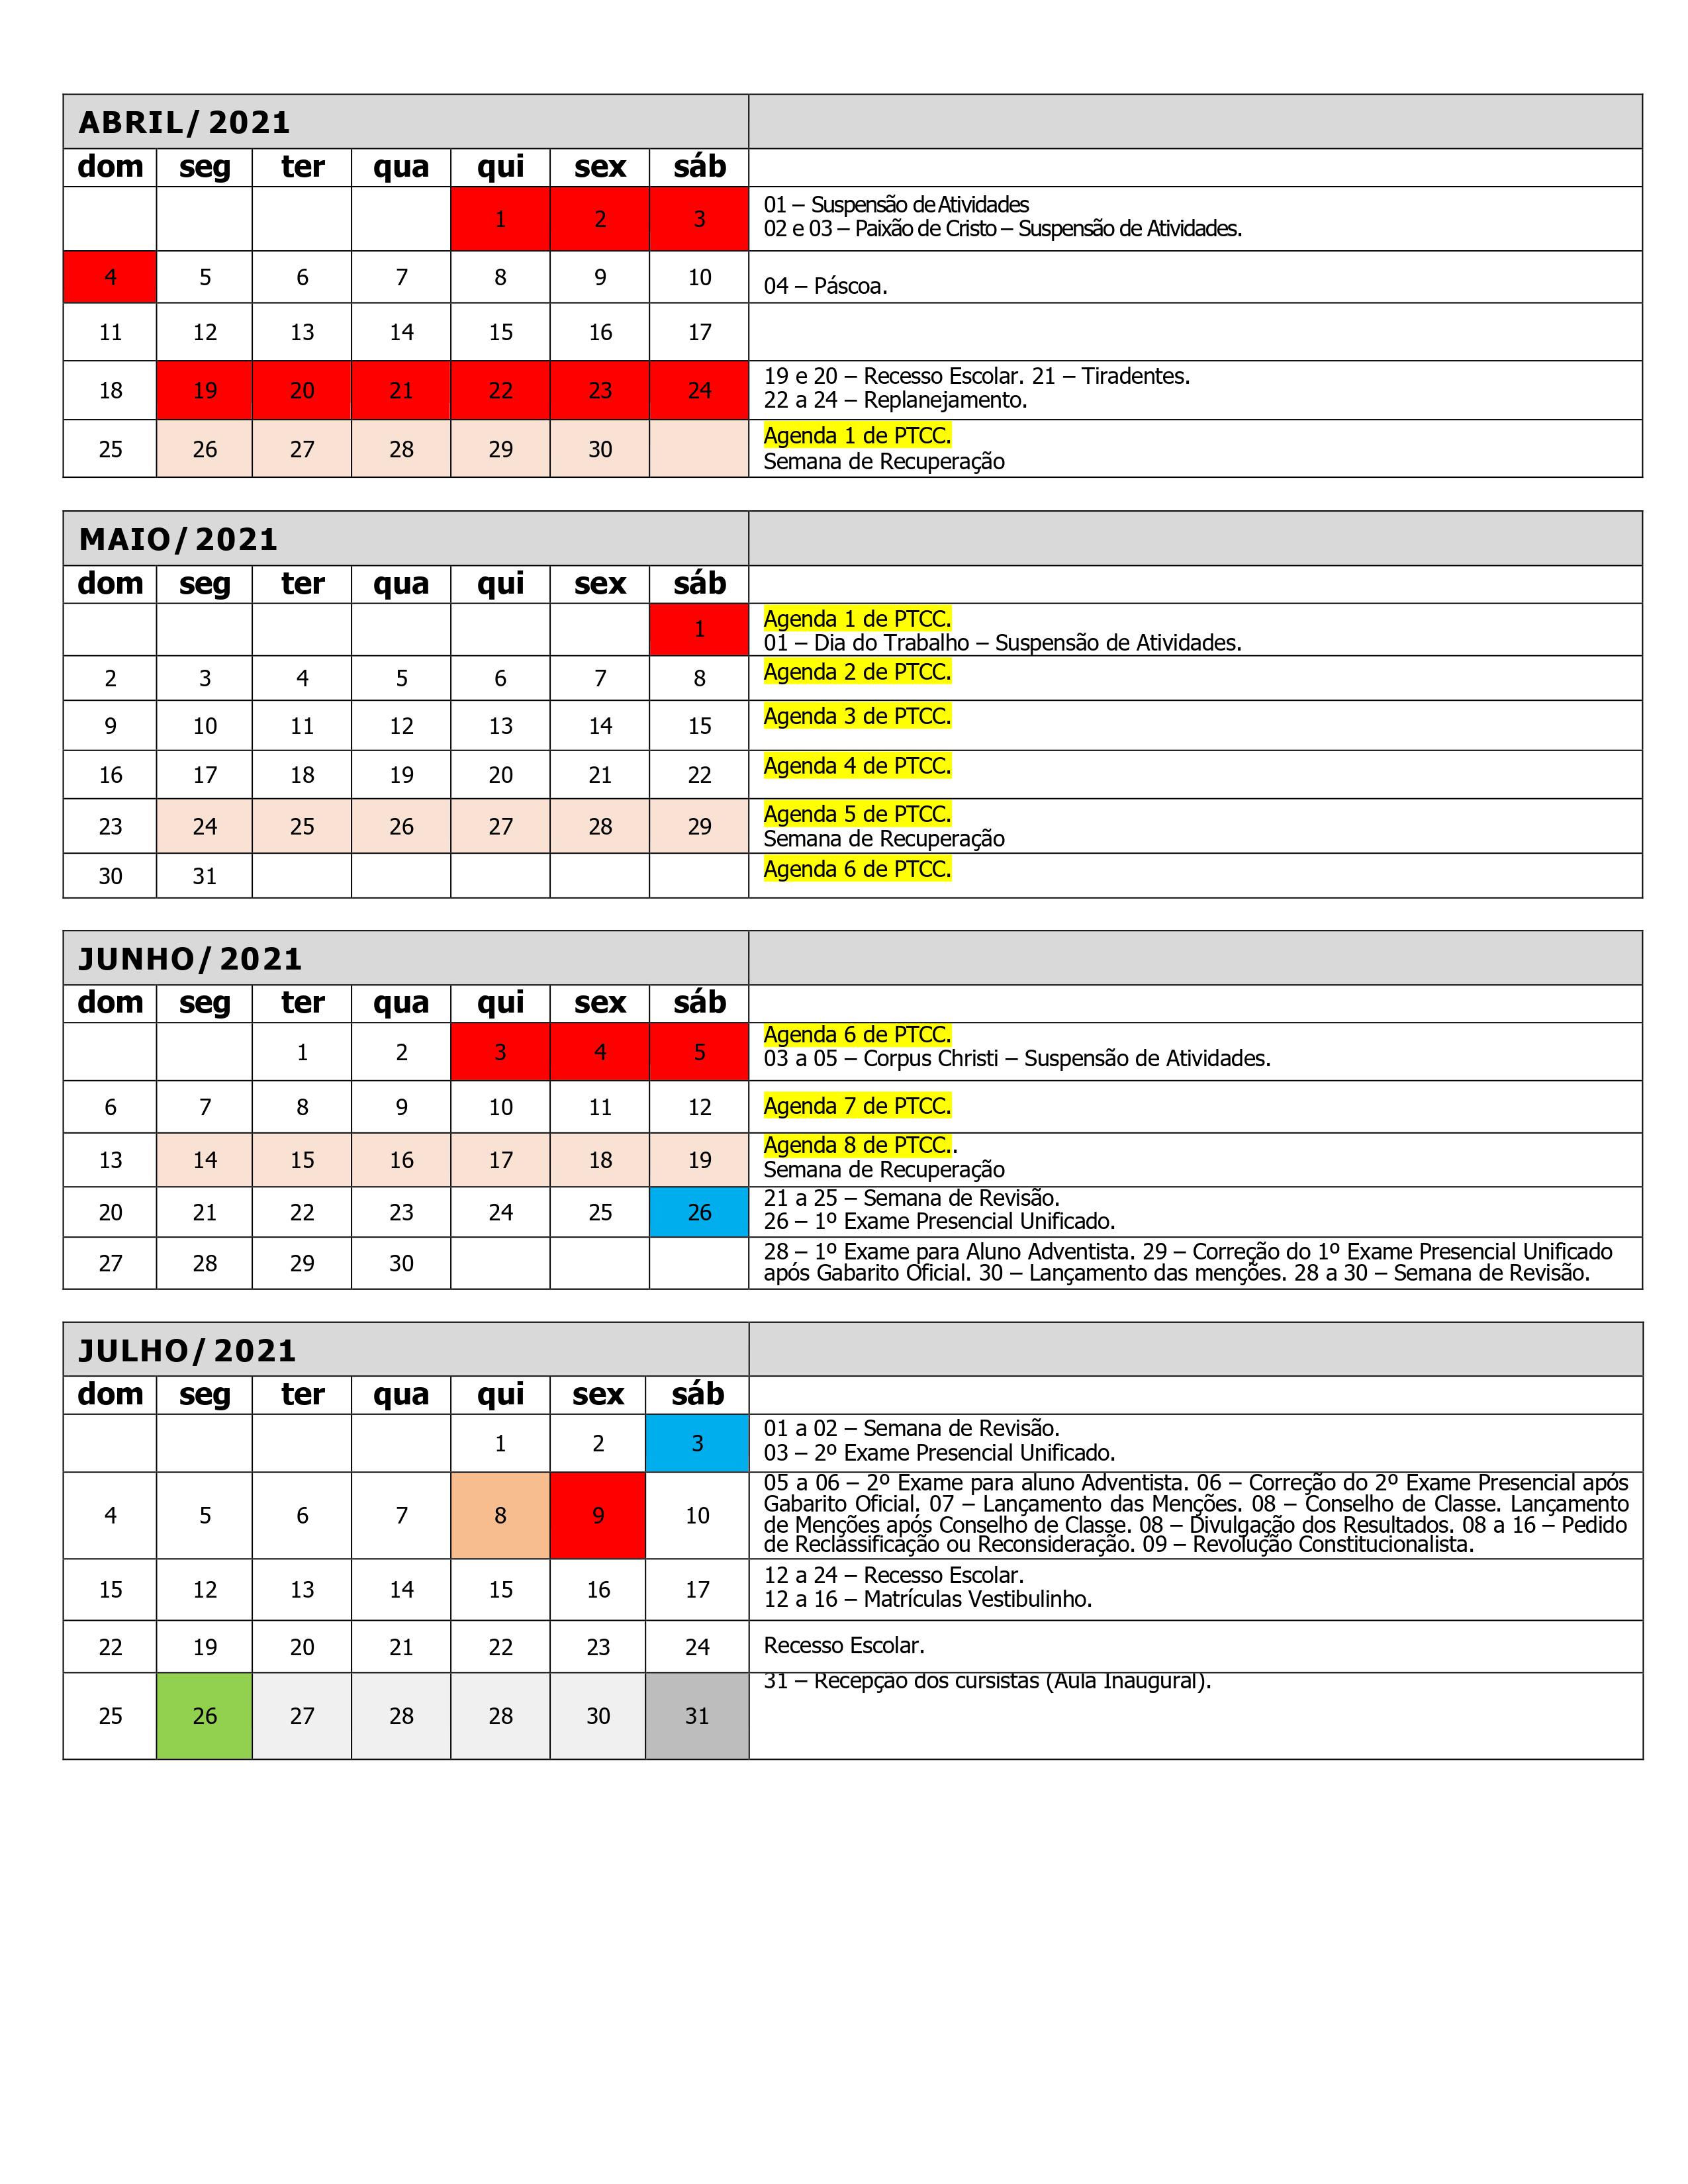 ABRIL/ 2021
dom seg ter qua qui sex sáb
1 2 3
01 – Suspensão de Atividades
02 e 03 – Paixão de Cristo – Suspensão de Atividades.
4 5 6 7 8 9 10
04 – Páscoa.
11 12 13 14 15 16 17
18 19 20 21 22 23 24
19 e 20 – Recesso Escolar. 21 – Tiradentes.
22 a 24 – Replanejamento.
25 26 27 28 29 30
Agenda 1 de PTCC.
Semana de Recuperação
MAIO/ 2021
dom seg ter qua qui sex sáb
1
Agenda 1 de PTCC.
01 – Dia do Trabalho – Suspensão de Atividades.
2 3 4 5 6 7 8
Agenda 2 de PTCC.
9 10 11 12 13 14 15
Agenda 3 de PTCC.
16 17 18 19 20 21 22
Agenda 4 de PTCC.
23 24 25 26 27 28 29
Agenda 5 de PTCC.
Semana de Recuperação
30 31
Agenda 6 de PTCC.
JUNHO/ 2021
dom seg ter qua qui sex sáb
1 2 3 4 5
Agenda 6 de PTCC.
03 a 05 – Corpus Christi – Suspensão de Atividades.
6 7 8 9 10 11 12
Agenda 7 de PTCC.
13 14 15 16 17 18 19
Agenda 8 de PTCC..
Semana de Recuperação
20 21 22 23 24 25 26
21 a 25 – Semana de Revisão.
26 – 1º Exame Presencial Unificado.
27 28 29 30
28 – 1º Exame para Aluno Adventista. 29 – Correção do 1º Exame Presencial Unificado
após Gabarito Oficial. 30 – Lançamento das menções. 28 a 30 – Semana de Revisão.
JULHO/ 2021
dom seg ter qua qui sex sáb
1 2 3
01 a 02 – Semana de Revisão.
03 – 2º Exame Presencial Unificado.
4 5 6 7 8 9 10
05 a 06 – 2º Exame para aluno Adventista. 06 – Correção do 2º Exame Presencial após
Gabarito Oficial. 07 – Lançamento das Menções. 08 – Conselho de Classe. Lançamento
de Menções após Conselho de Classe. 08 – Divulgação dos Resultados. 08 a 16 – Pedido
de Reclassificação ou Reconsideração. 09 – Revolução Constitucionalista.
15 12 13 14 15 16 17
12 a 24 – Recesso Escolar.
12 a 16 – Matrículas Vestibulinho.
22 19 20 21 22 23 24
Recesso Escolar.
25 26 27 28 28 30 31
31 – Recepção dos cursistas (Aula Inaugural).